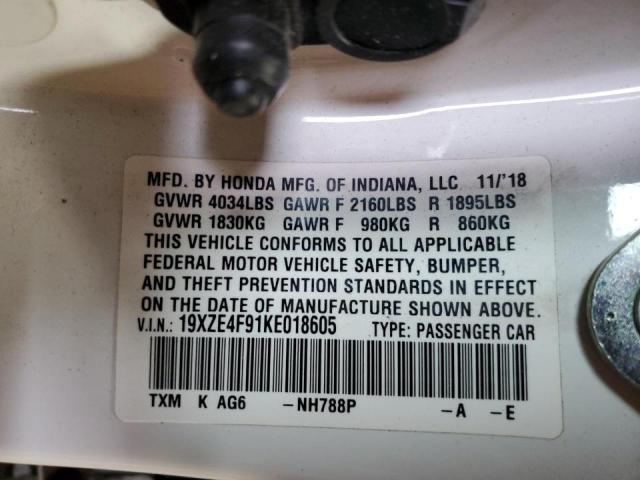 MFD. BY HONDA MFG. OF INDIANA, LLC 11/'18
GVWR 4034LBS GAWR F 2160LBS R 1895LBS
GVWR 1830KG GAWR F 980KG R 860KG
THIS VEHICLE CONFORMS TO ALL APPLICABLE
FEDERAL MOTOR VEHICLE SAFETY, BUMPER,
AND THEFT PREVENTION STANDARDS IN EFFECT
ON THE DATE OF MANUFACTURE SHOWN ABOVE.
V.I.N.: 19XZE4F91KE018605 TYPE: PASSENGER CAR
TXM K AG6 -NH788P -A -E